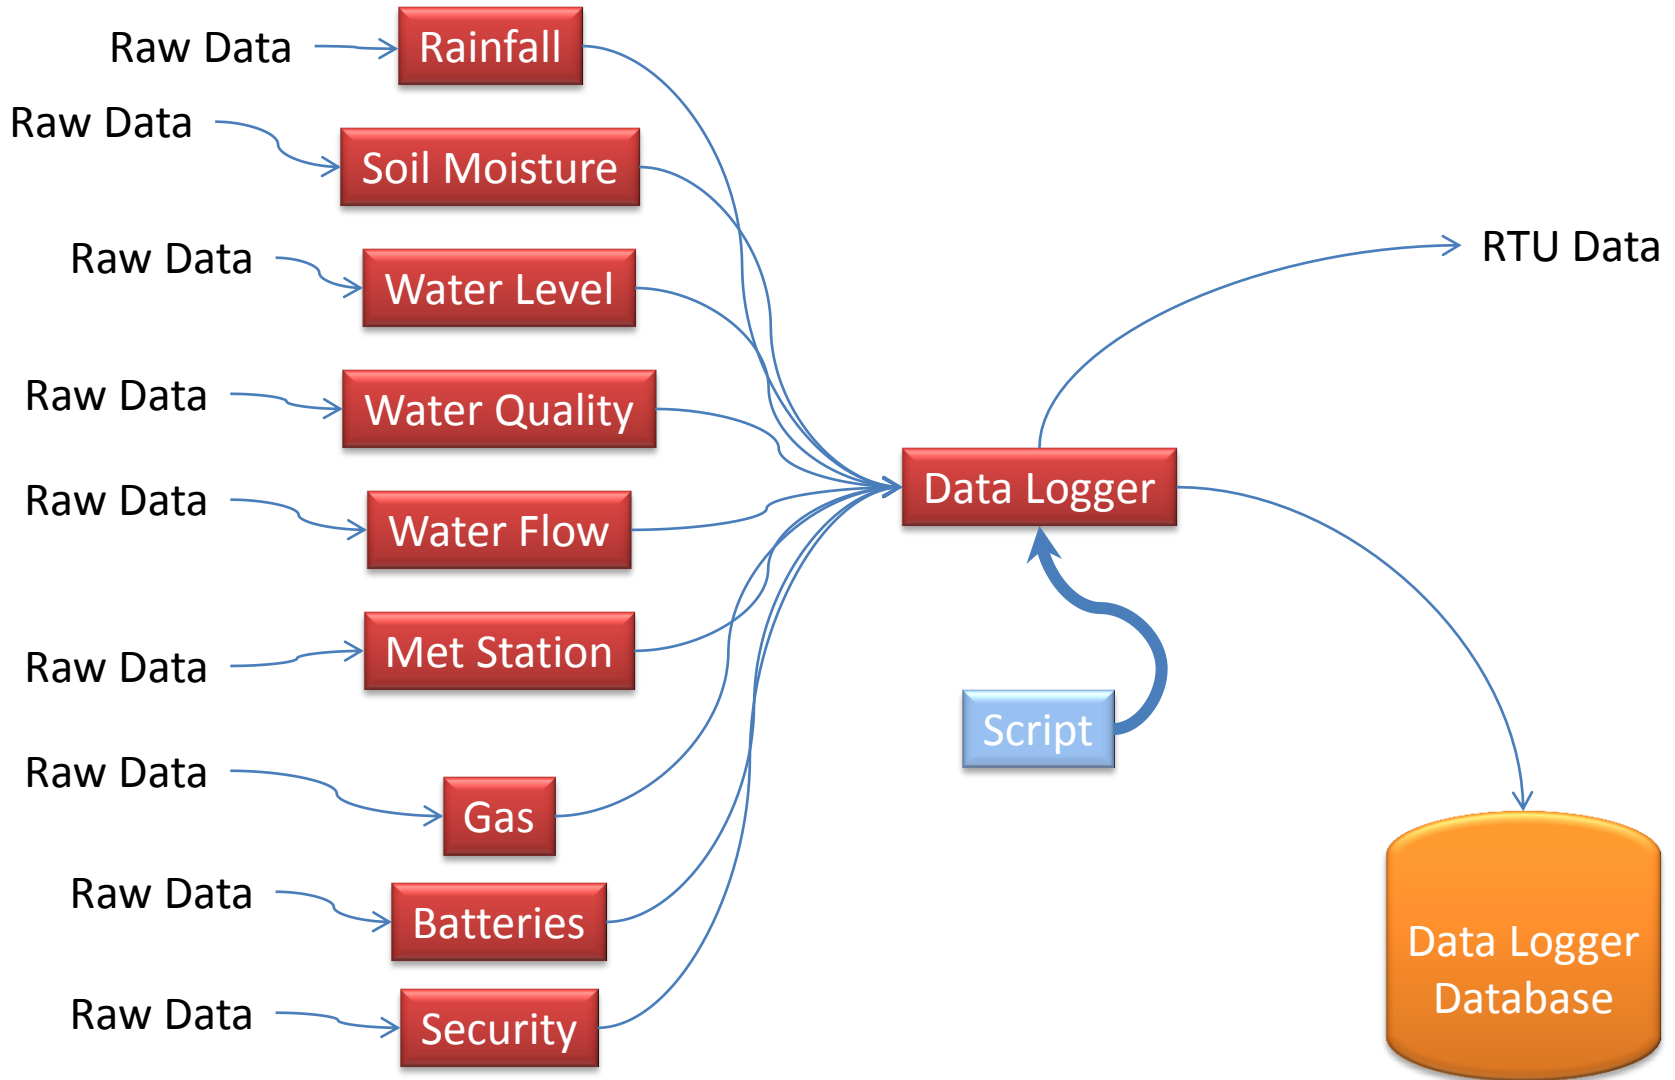 Raw Data
Rainfall
Raw Data
Soil Moisture
Raw Data
Water Level
RTU Data
Raw Data
Water Quality
Data Logger
Raw Data
Water Flow
Raw Data
Met Station
Script
Raw Data
Gas
Raw Data
Batteries
Data Logger
Database
Raw Data
Security